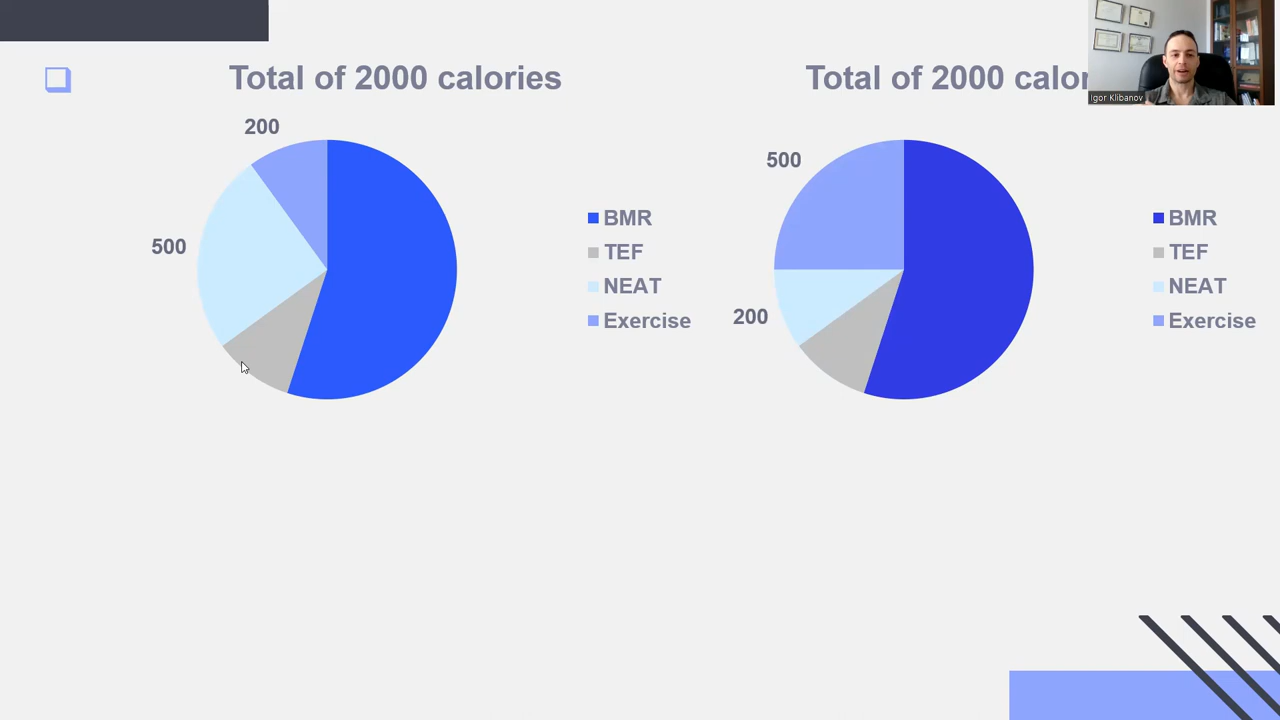 Total of 2000 calories
200
500
BMR
TEF
NEAT
Exercise
Total of 2000 calor
500
200
BMR
TEF
NEAT
Exercise
Igor Klibanov